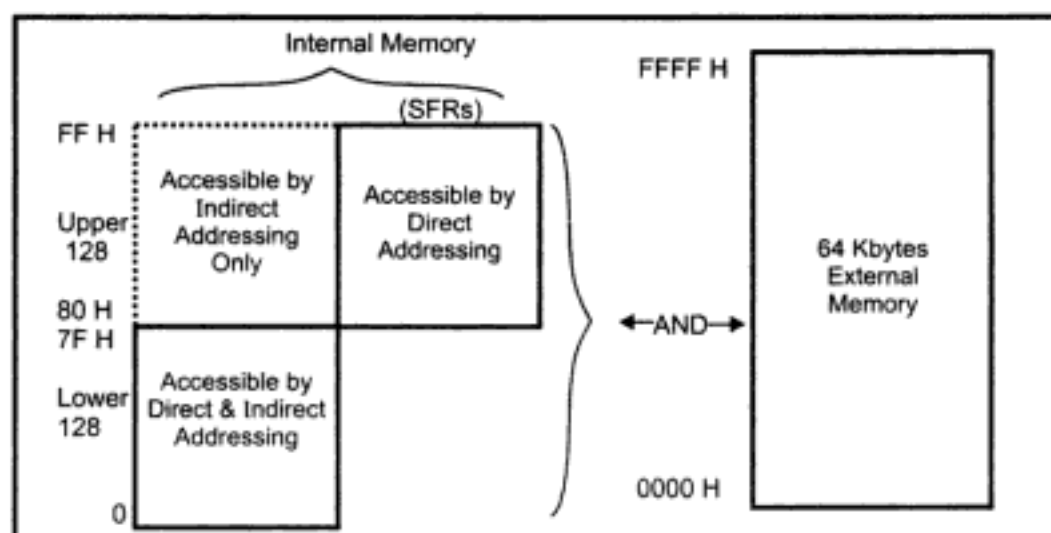 Internal Memory
(SFRs)
FF H
Upper
128
80 H
7F H
Lower
128
0
Accessible by
Indirect
Addressing
Only
Accessible by
Direct
Addressing
Accessible by
Direct & Indirect
Addressing
AND
FFFF H
64 Kbytes
External
Memory
0000 H